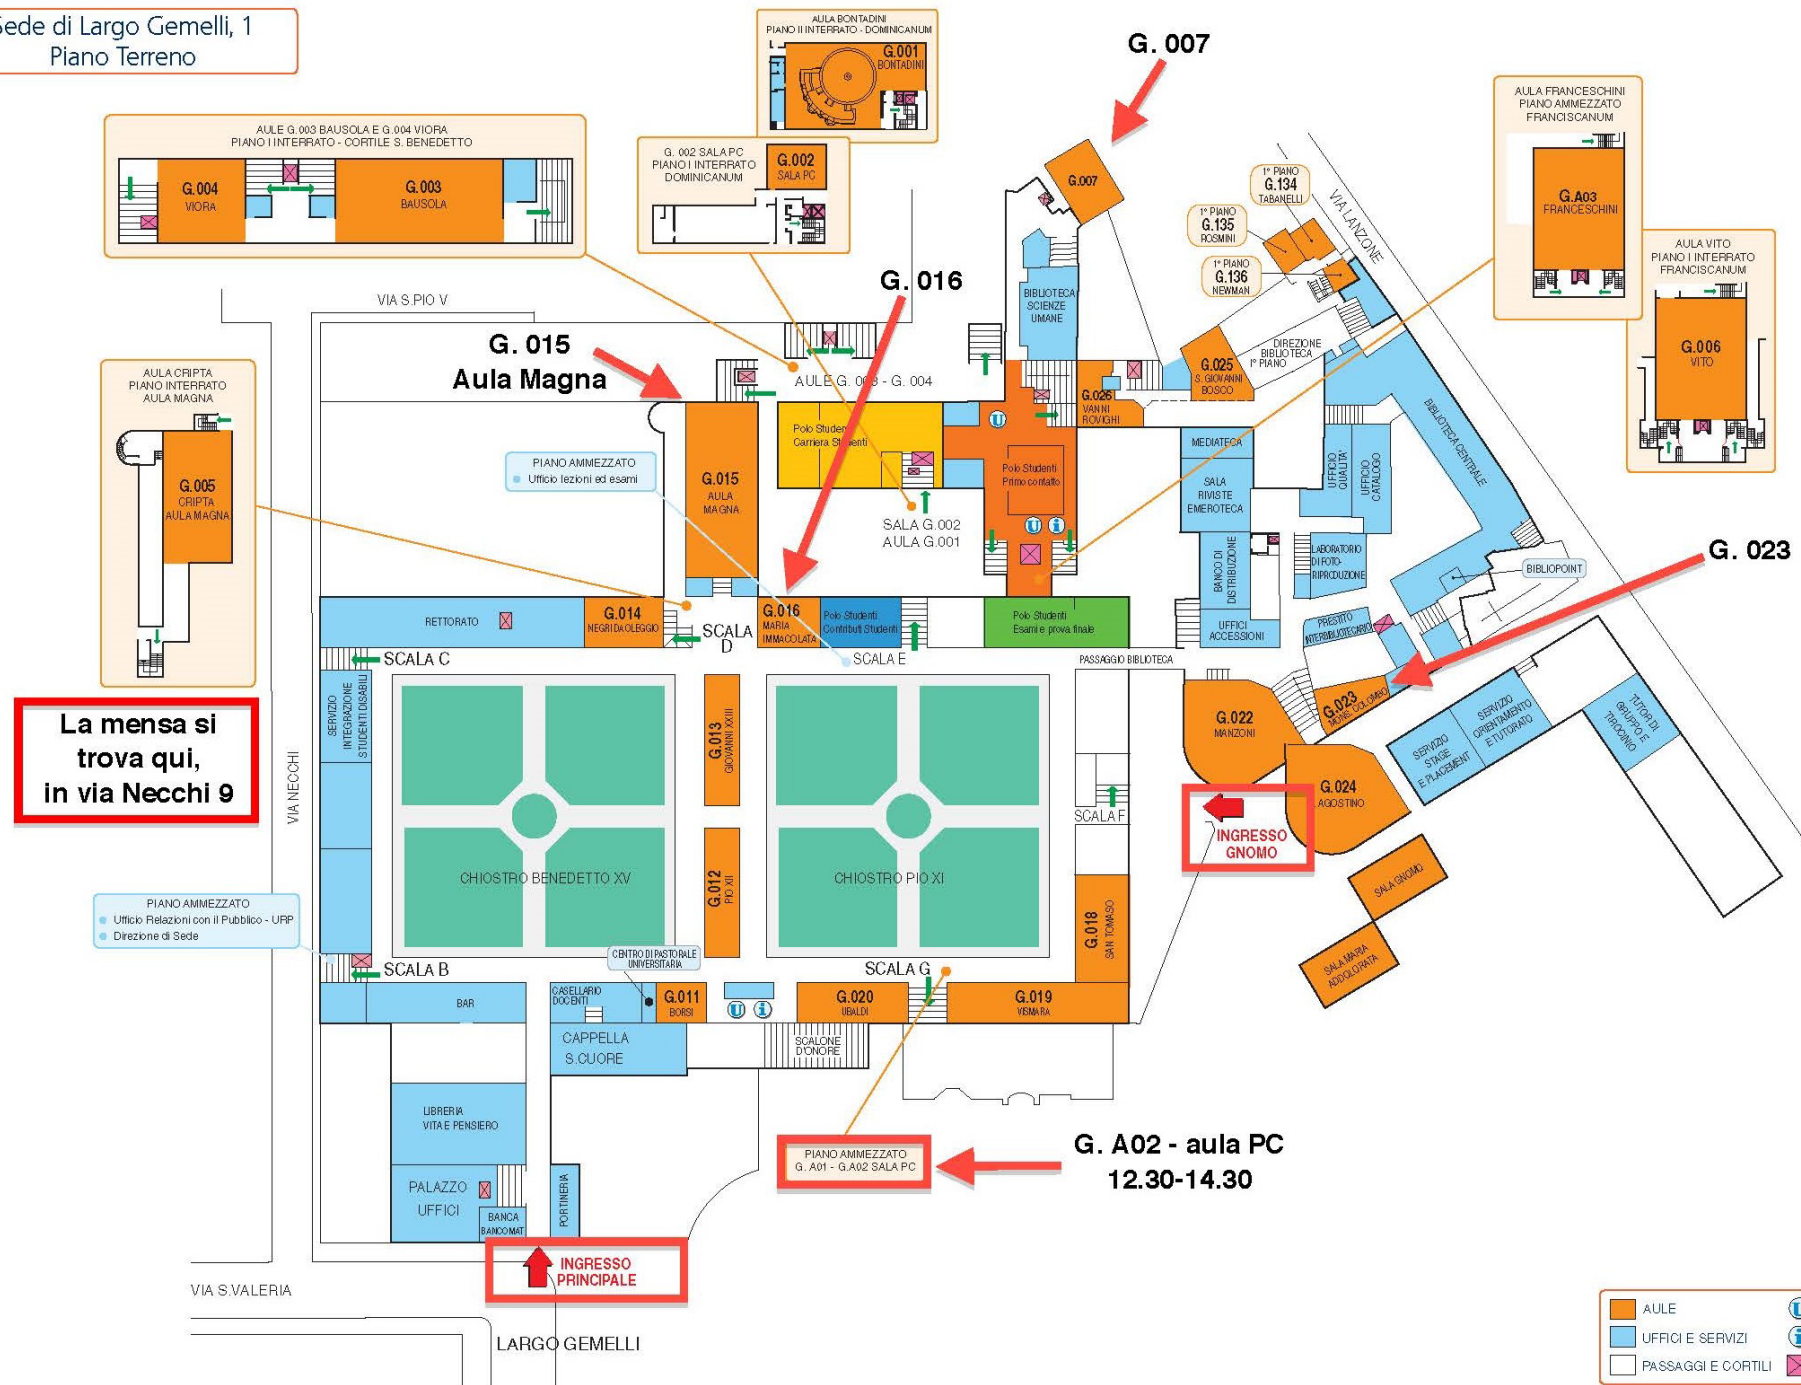 Sede di Largo Gemelli, 1
Piano Terreno
AULA BONTADINI
PIANO II INTERRATO - DOMINICANUM
G.001
BONTADINI
G. 007
AULE G.003 BAUSOLA E G.004 VIORA
PIANO I INTERRATO - CORTILE S. BENEDETTO
G.004
VIORA
G.003
BAUSOLA
G. 002 SALA PC
PIANO I INTERRATO
DOMINICANUM
G.002
SALA PC
G.007
AULA FRANCESCHINI
PIANO AMMEZZATO
FRANCISCANUM
G.A03
FRANCESCHINI
1° PIANO
G.134
TABANELLI
1° PIANO
G.135
ROSMINI
1° PIANO
G.136
NEWMAN
VIA LANZONE
AULA VITO
PIANO I INTERRATO
FRANCISCANUM
G.006
VITO
VIA S.PIO V
G. 016
BIBLIOTECA
SCIENZE
UMANE
G. 015
Aula Magna
AULE G. 003 - G. 004
DIREZIONE
BIBLIOTECA
1° PIANO
G.025
S. GIOVANNI
BOSCO
G.026
VANNI
ROVIGHI
AULA CRIPTA
PIANO INTERRATO
AULA MAGNA
G.005
CRIPTA
AULA MAGNA
PIANO AMMEZZATO
Ufficio lezioni ed esami
G.015
AULA
MAGNA
Polo Studenti
Carriera Studenti
U
Polo Studenti
Primo contatto
U i
SALA G.002
AULA G.001
MEDIATECA
SALA
RIVISTE
EMEROTECA
UFFICIO
QUALITA'
UFFICIO
CATALOGO
BIBLIOTECA CENTRALE
BANCO DI
DISTRIBUZIONE
LABORATORIO
DI FOTO-
RIPRODUZIONE
BIBLIOPOINT
G. 023
RETTORATO
G.014
NEGRI DA OLEGGIO
SCALA
D
G.016
MARIA
IMMACOLATA
Polo Studenti
Contributi Studenti
Polo Studenti
Esami e prova finale
UFFICI
ACCESSIONI
PRESTITO
INTERBIBLIOTECARIO
SCALA C
SCALA E
PASSAGGIO BIBLIOTECA
SERVIZIO
INTEGRAZIONE
STUDENTI DISABILI
G.013
GIOVANNI XXIII
G.022
MANZONI
G.023
MONS. COLOMBO
SERVIZIO
STAGE
E PLACEMENT
SERVIZIO
ORIENTAMENTO
E TUTORATO
TUTOR DI
GRUPPO E
TIROCINIO
La mensa si
trova qui,
in via Necchi 9
VIA NECCHI
G.024
AGOSTINO
SCALA F
INGRESSO
GNOMO
CHIOSTRO BENEDETTO XV
G.012
PIO XII
CHIOSTRO PIO XI
G.018
SAN TOMASO
SALA GNOMO
SALA MARIA
ADDOLORATA
PIANO AMMEZZATO
Ufficio Relazioni con il Pubblico - URP
Direzione di Sede
SCALA B
CENTRO DI PASTORALE
UNIVERSITARIA
SCALA G
BAR
CASELLARIO
DOCENTI
G.011
BORSI
U i
G.020
UBALDI
G.019
VISMARA
CAPPELLA
S.CUORE
SCALONE
D'ONORE
LIBRERIA
VITA E PENSIERO
PIANO AMMEZZATO
G. A01 - G.A02 SALA PC
G. A02 - aula PC
12.30-14.30
PALAZZO
UFFICI
BANCA
BANCOMAT
PORTINERIA
INGRESSO
PRINCIPALE
VIA S.VALERIA
LARGO GEMELLI
AULE
UFFICI E SERVIZI
PASSAGGI E CORTILI
U
i